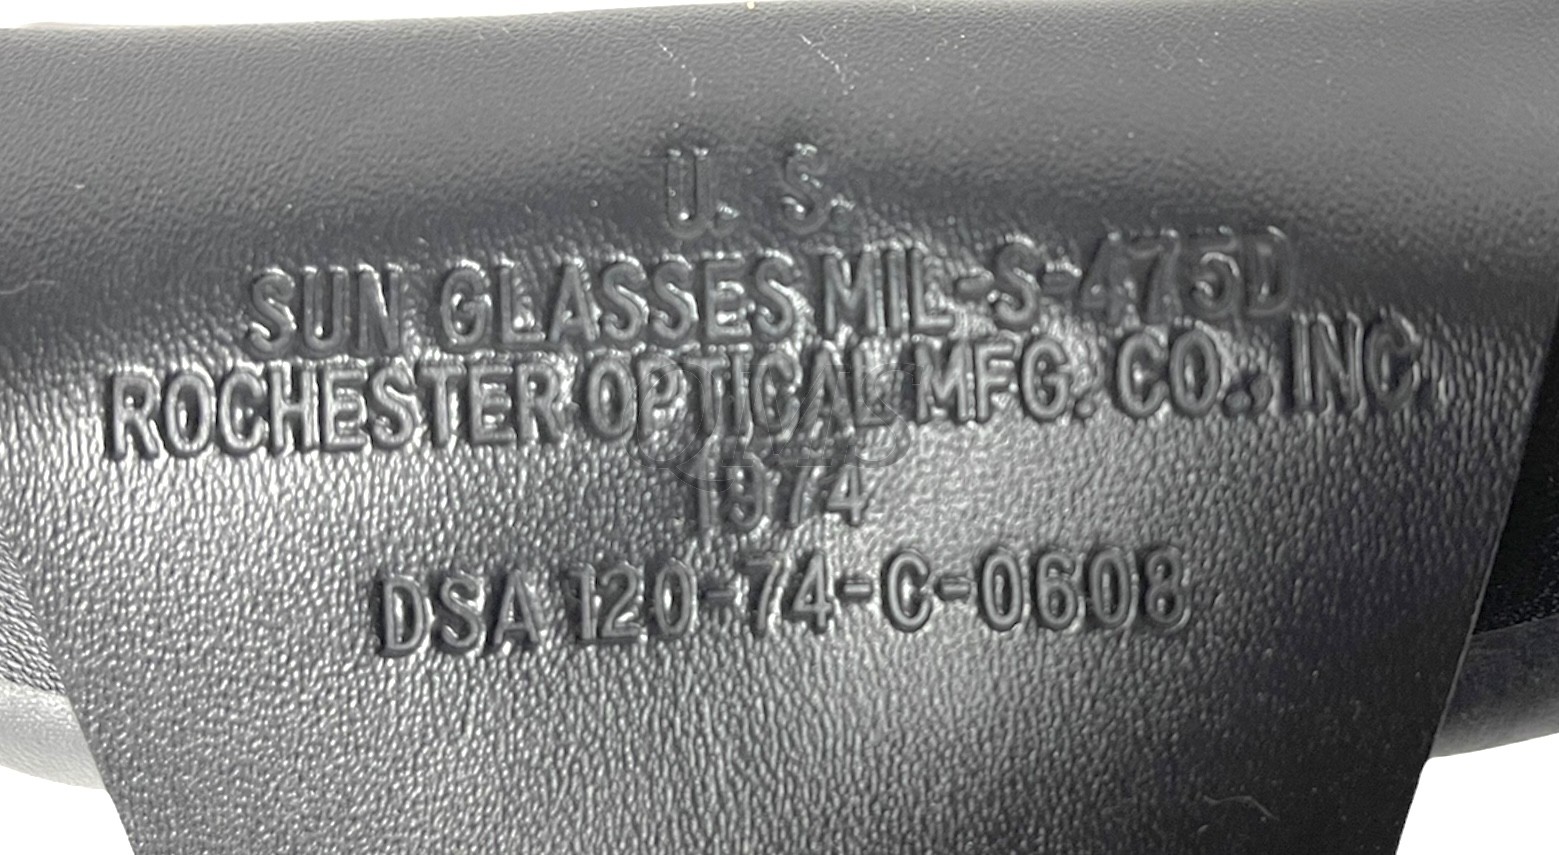 U. S.
SUN GLASSES MIL-S-475D
ROCHESTER OPTICAL MFG. CO., INC.
1974
DSA 120-74-C-0608